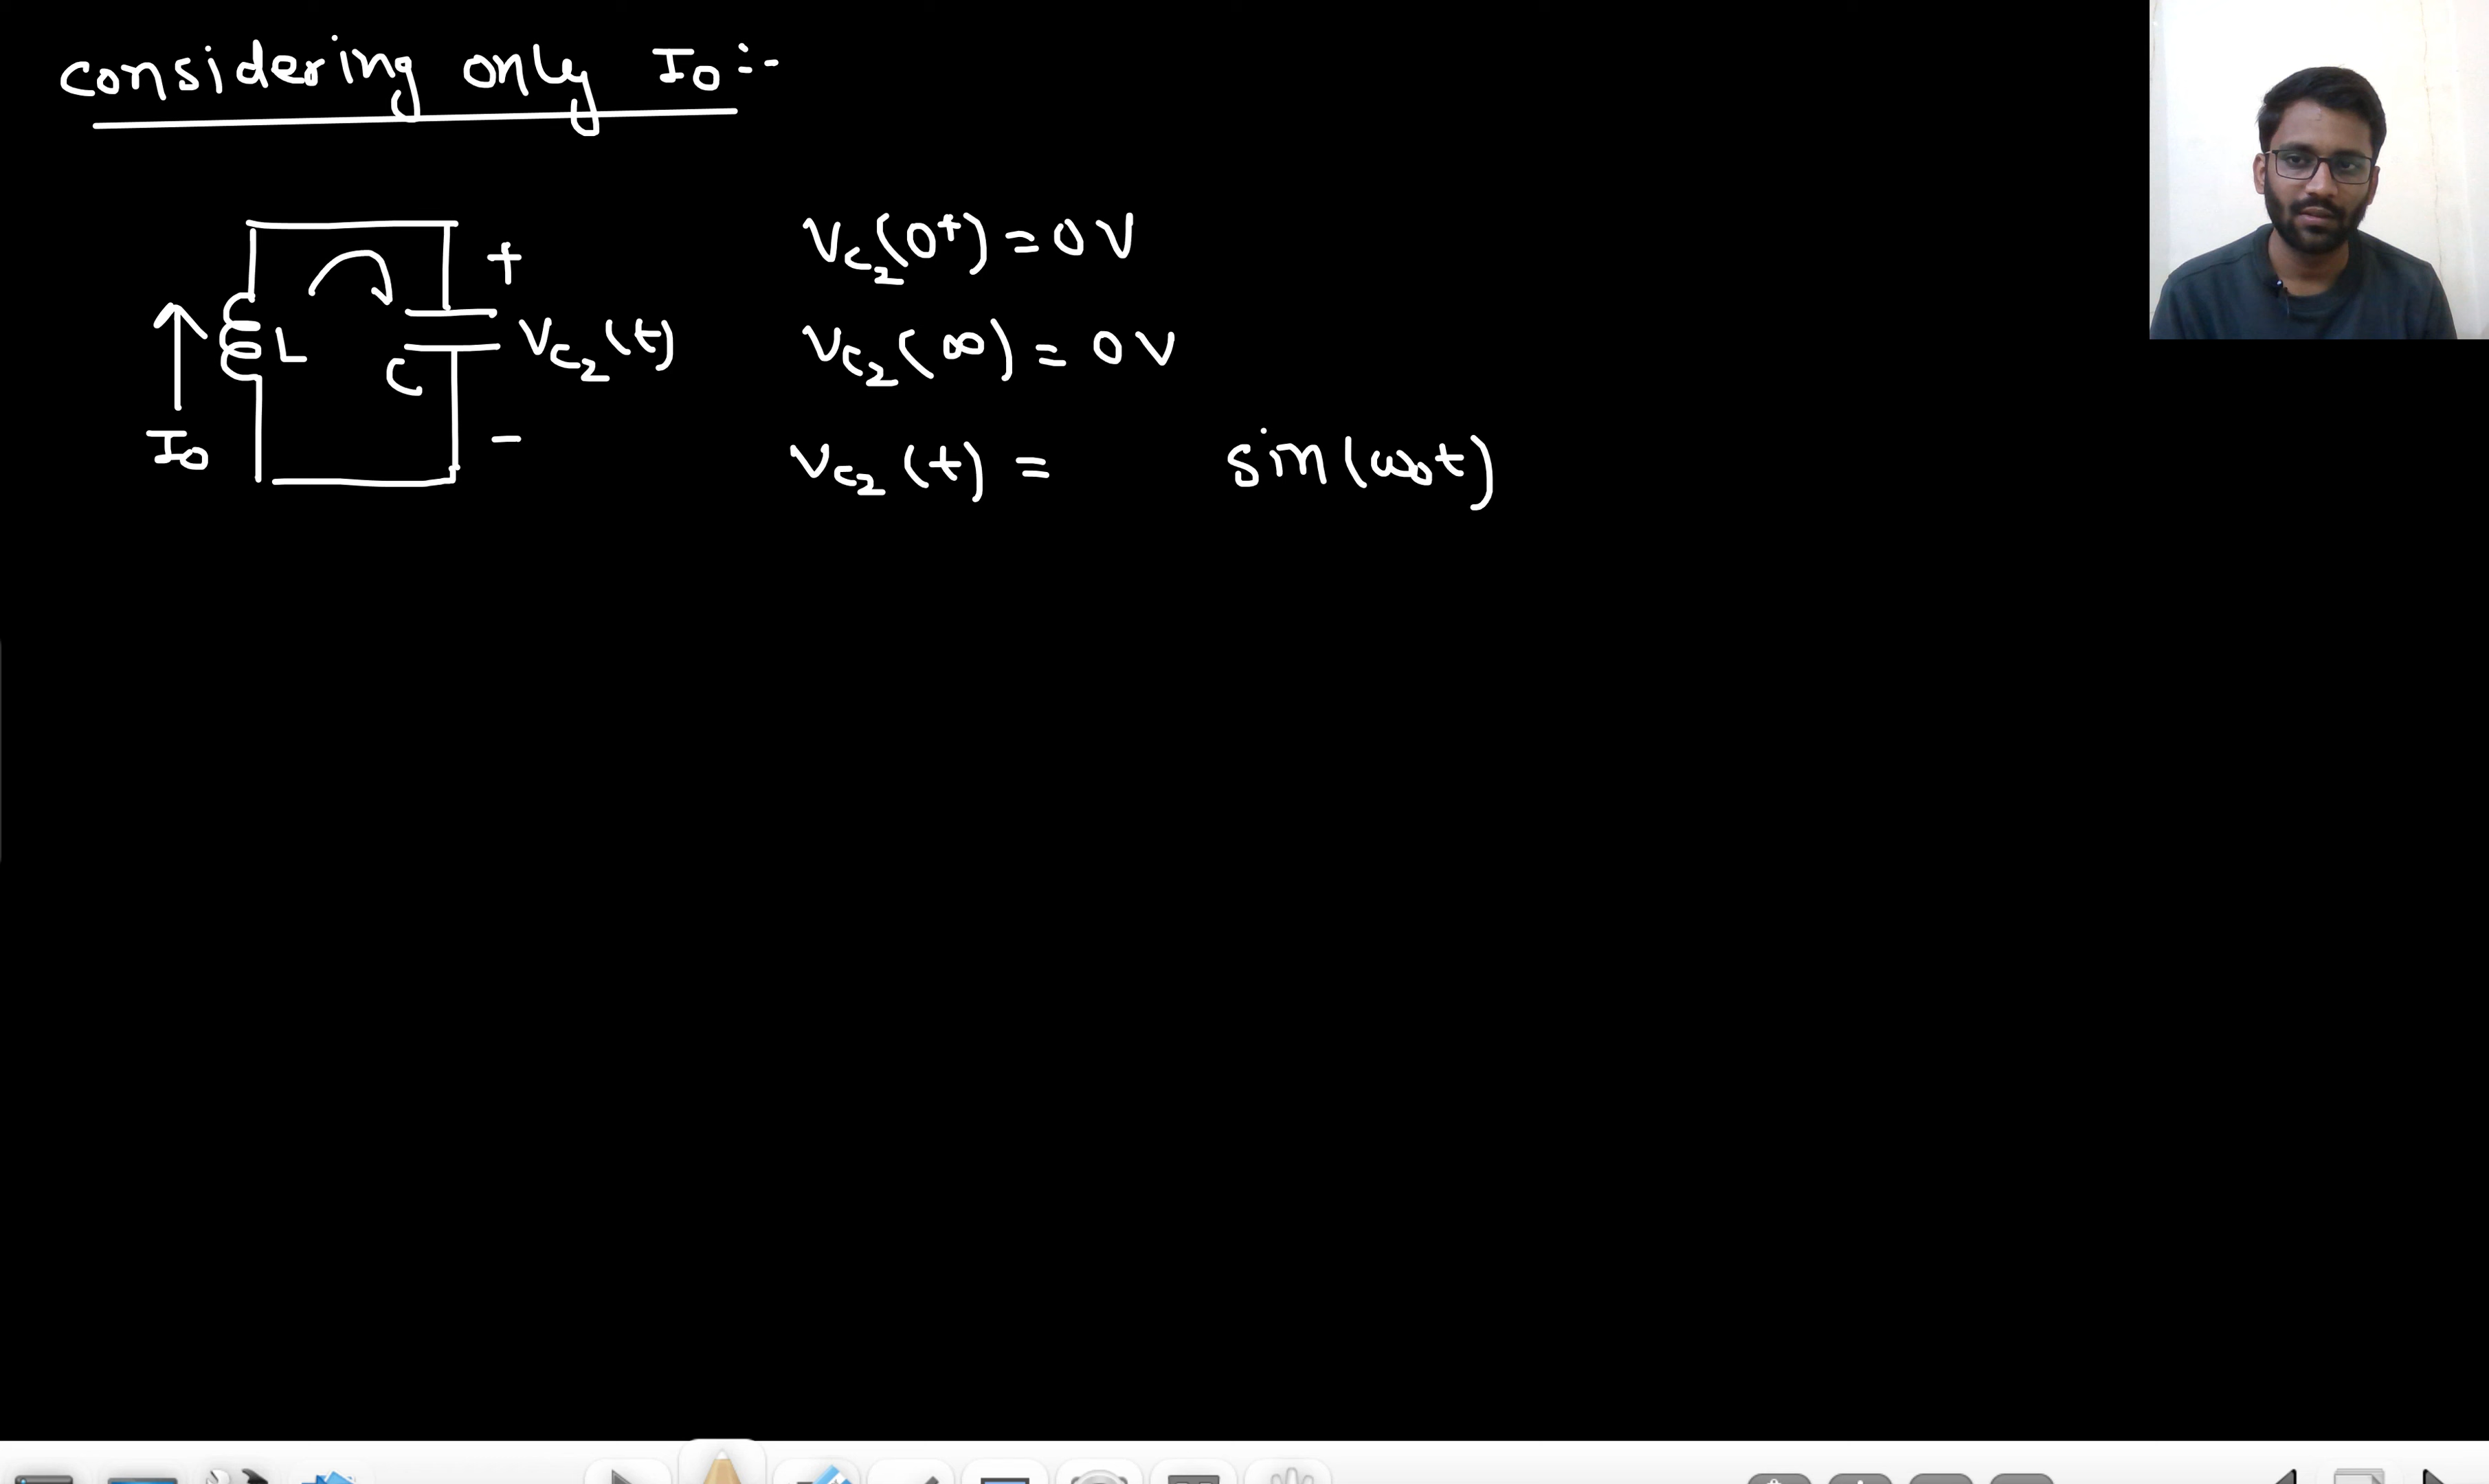 considering only I₀ :-
+
V_C₂(0⁺) = 0 V
L
C
V_C₂(t)
V_C₂(∞) = 0 V
I₀
-
V_C₂(t) = sin(ω₀t)